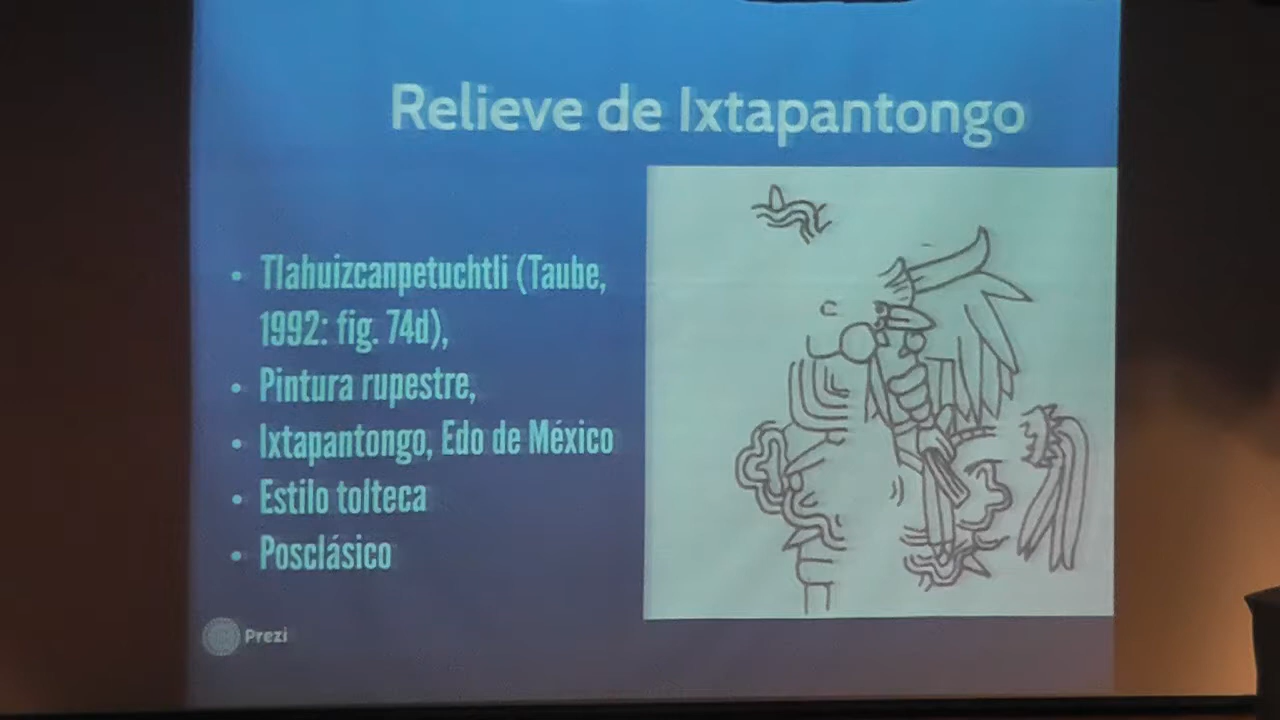 Relieve de Ixtapantongo
• Tlahuizcanpetuchtli (Taube,
1992: fig. 74d),
• Pintura rupestre,
• Ixtapantongo, Edo de México
• Estilo tolteca
• Posclásico
Prezi